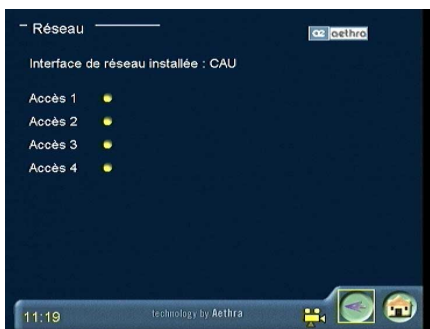 Réseau
aethra
Interface de réseau installée : CAU
Accès 1
Accès 2
Accès 3
Accès 4
11:19
technology by Aethra